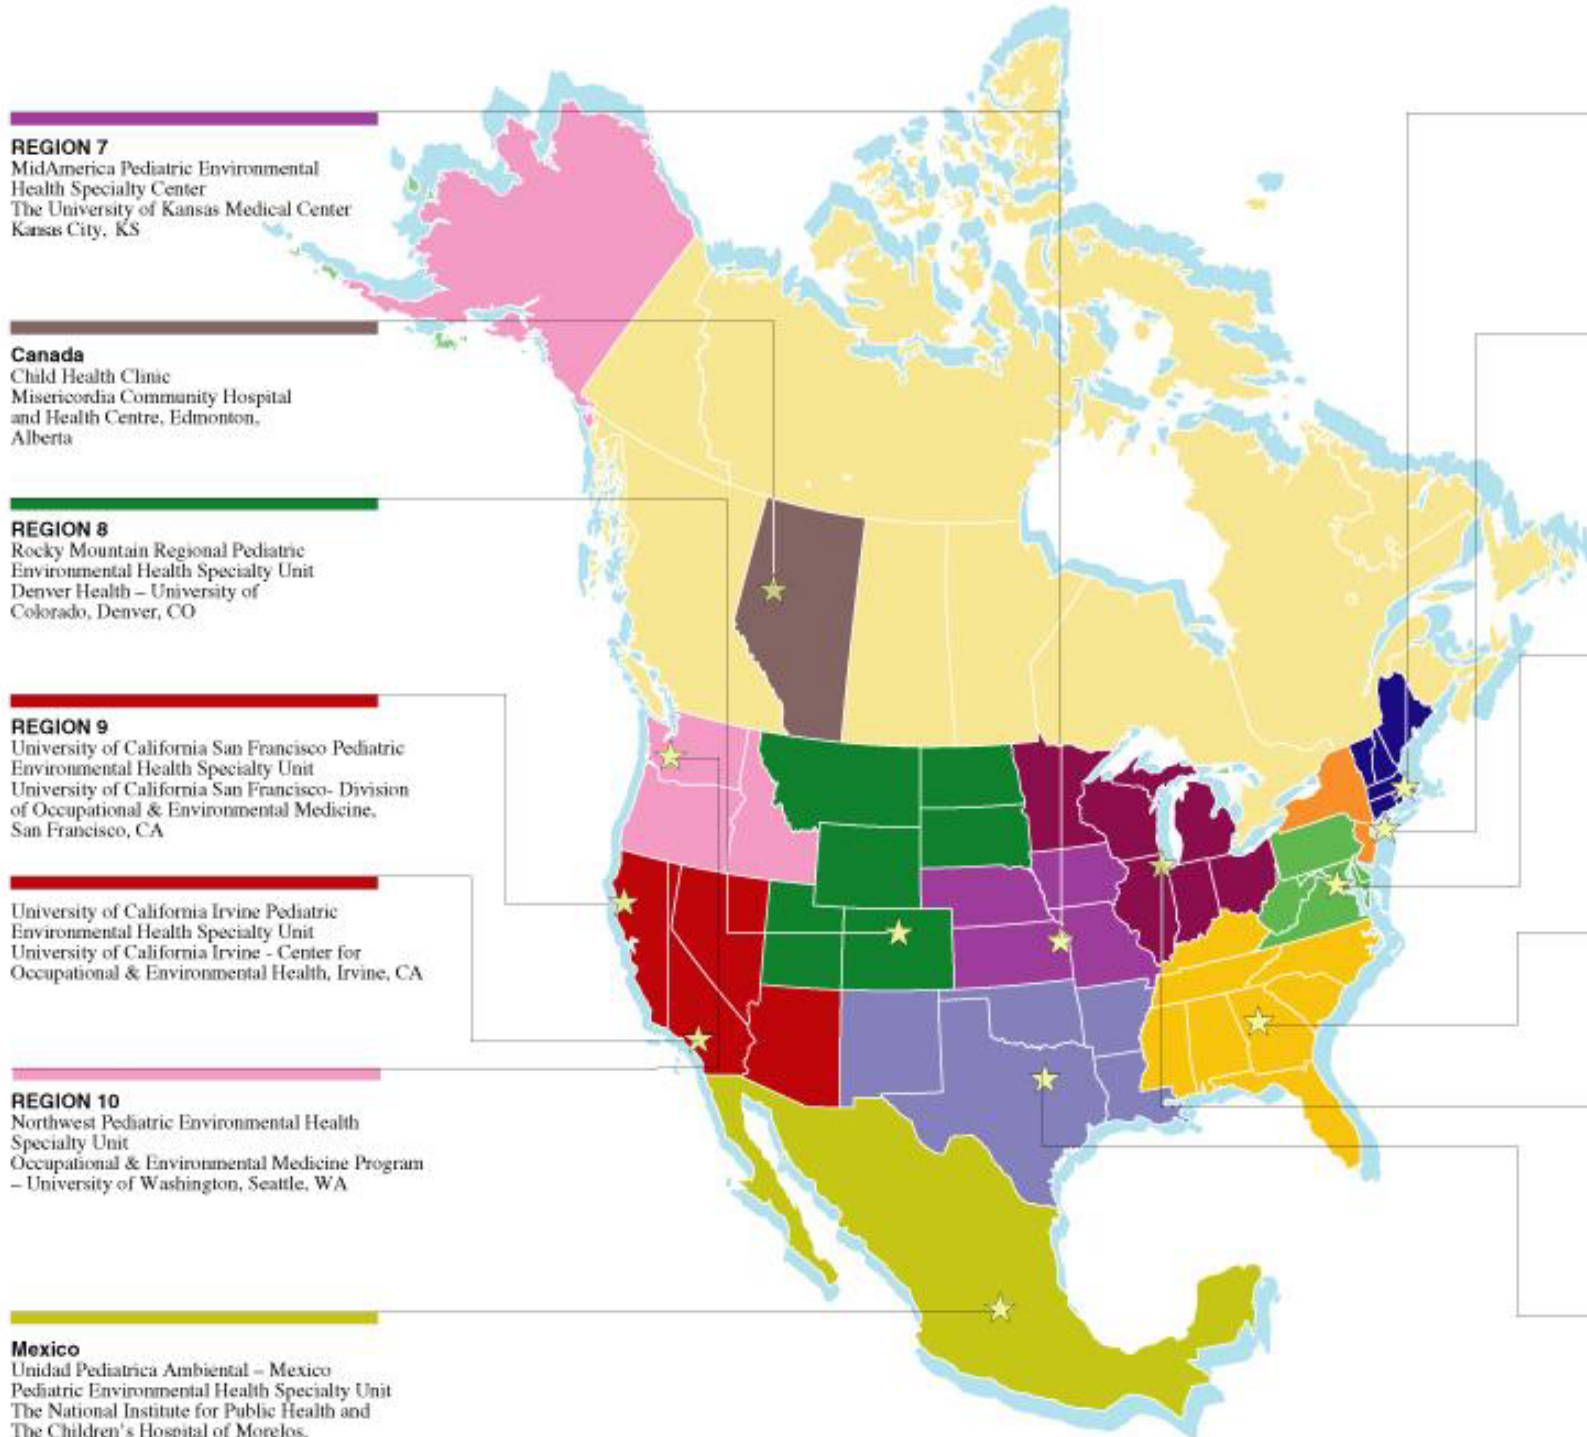 REGION 7
MidAmerica Pediatric Environmental
Health Specialty Center
The University of Kansas Medical Center
Kansas City, KS
Canada
Child Health Clinic
Misericordia Community Hospital
and Health Centre, Edmonton,
Alberta
REGION 8
Rocky Mountain Regional Pediatric
Environmental Health Specialty Unit
Denver Health – University of
Colorado, Denver, CO
REGION 9
University of California San Francisco Pediatric
Environmental Health Specialty Unit
University of California San Francisco- Division
of Occupational & Environmental Medicine,
San Francisco, CA
University of California Irvine Pediatric
Environmental Health Specialty Unit
University of California Irvine - Center for
Occupational & Environmental Health, Irvine, CA
REGION 10
Northwest Pediatric Environmental Health
Specialty Unit
Occupational & Environmental Medicine Program
– University of Washington, Seattle, WA
Mexico
Unidad Pediatrica Ambiental – Mexico
Pediatric Environmental Health Specialty Unit
The National Institute for Public Health and
The Children's Hospital of Morelos,